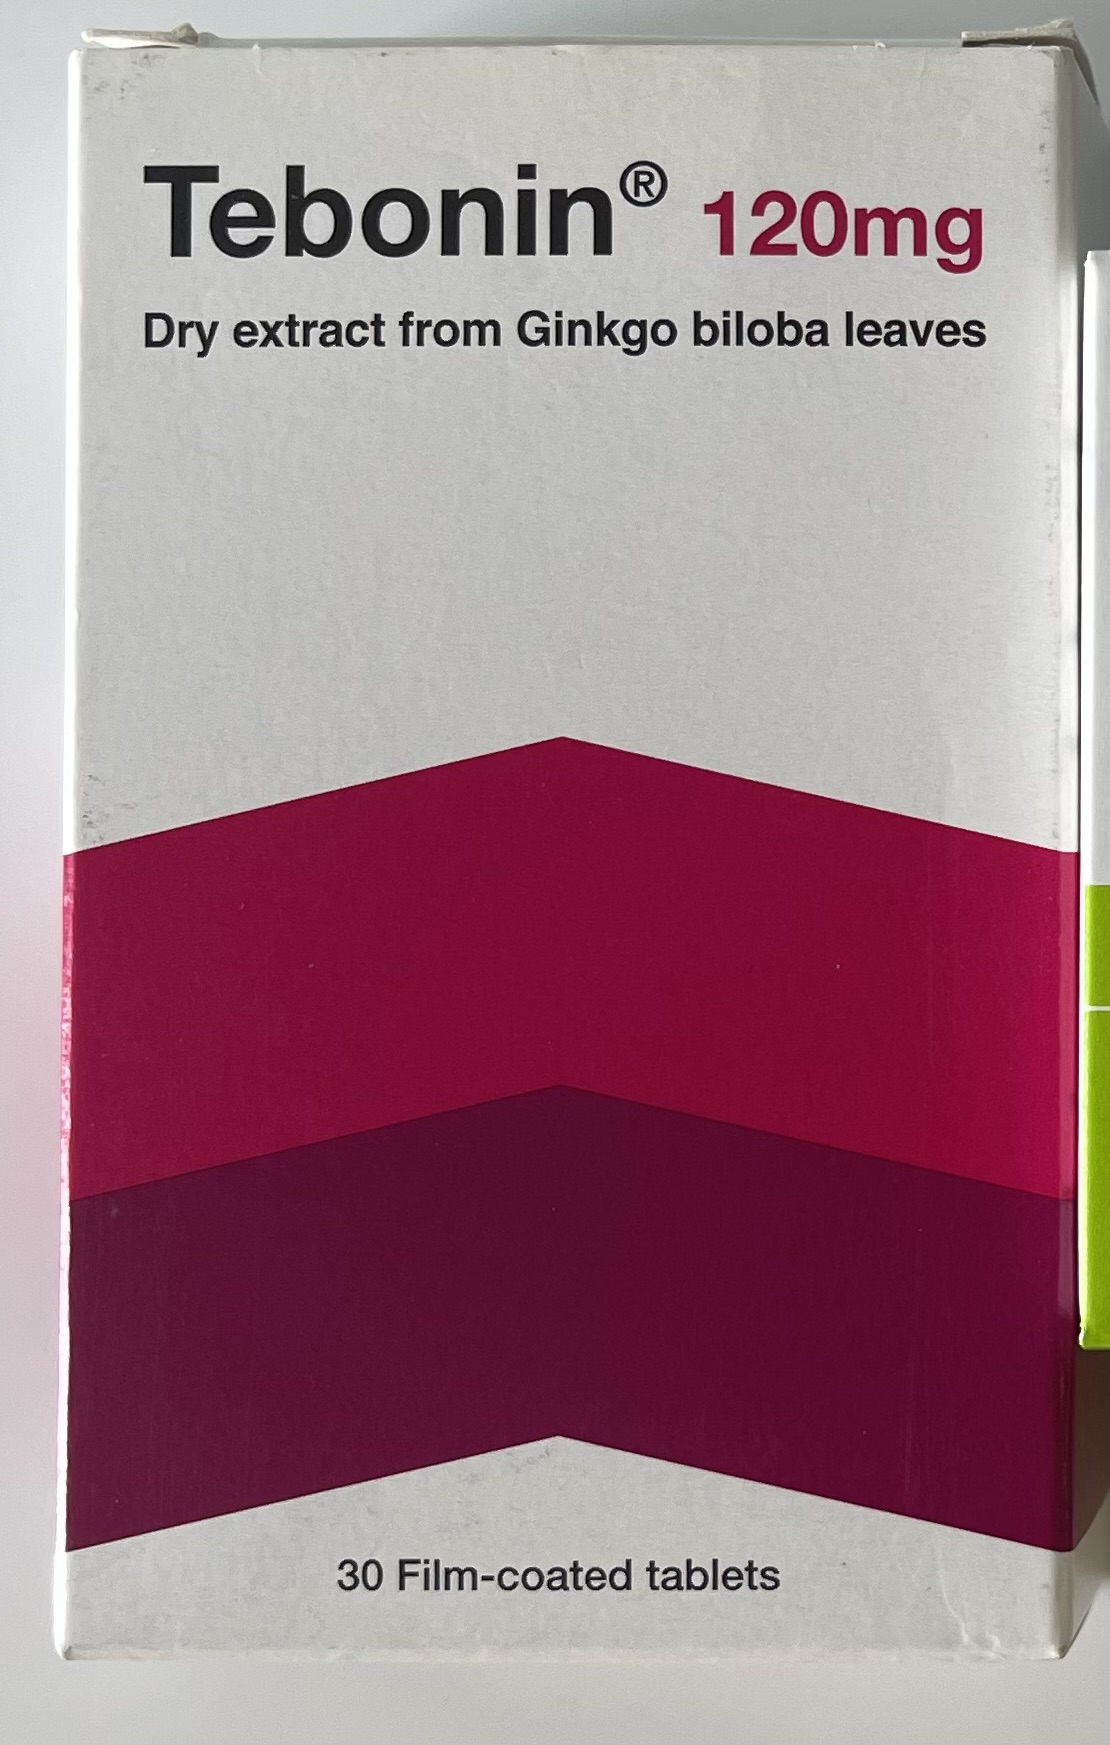 Tebonin® 120mg
Dry extract from Ginkgo biloba leaves
30 Film-coated tablets